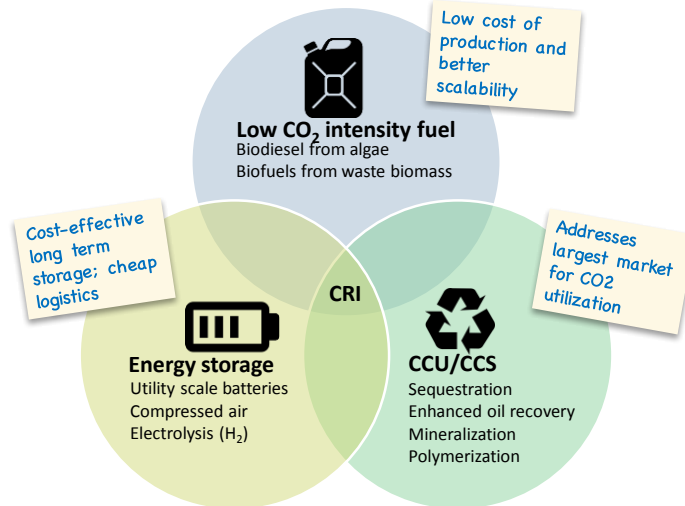 Low cost of
production and
better
scalability
Low CO₂ intensity fuel
Biodiesel from algae
Biofuels from waste biomass
Cost-effective
long term
storage; cheap
logistics
Addresses
largest market
for CO2
utilization
CRI
Energy storage
Utility scale batteries
Compressed air
Electrolysis (H₂)
CCU/CCS
Sequestration
Enhanced oil recovery
Mineralization
Polymerization